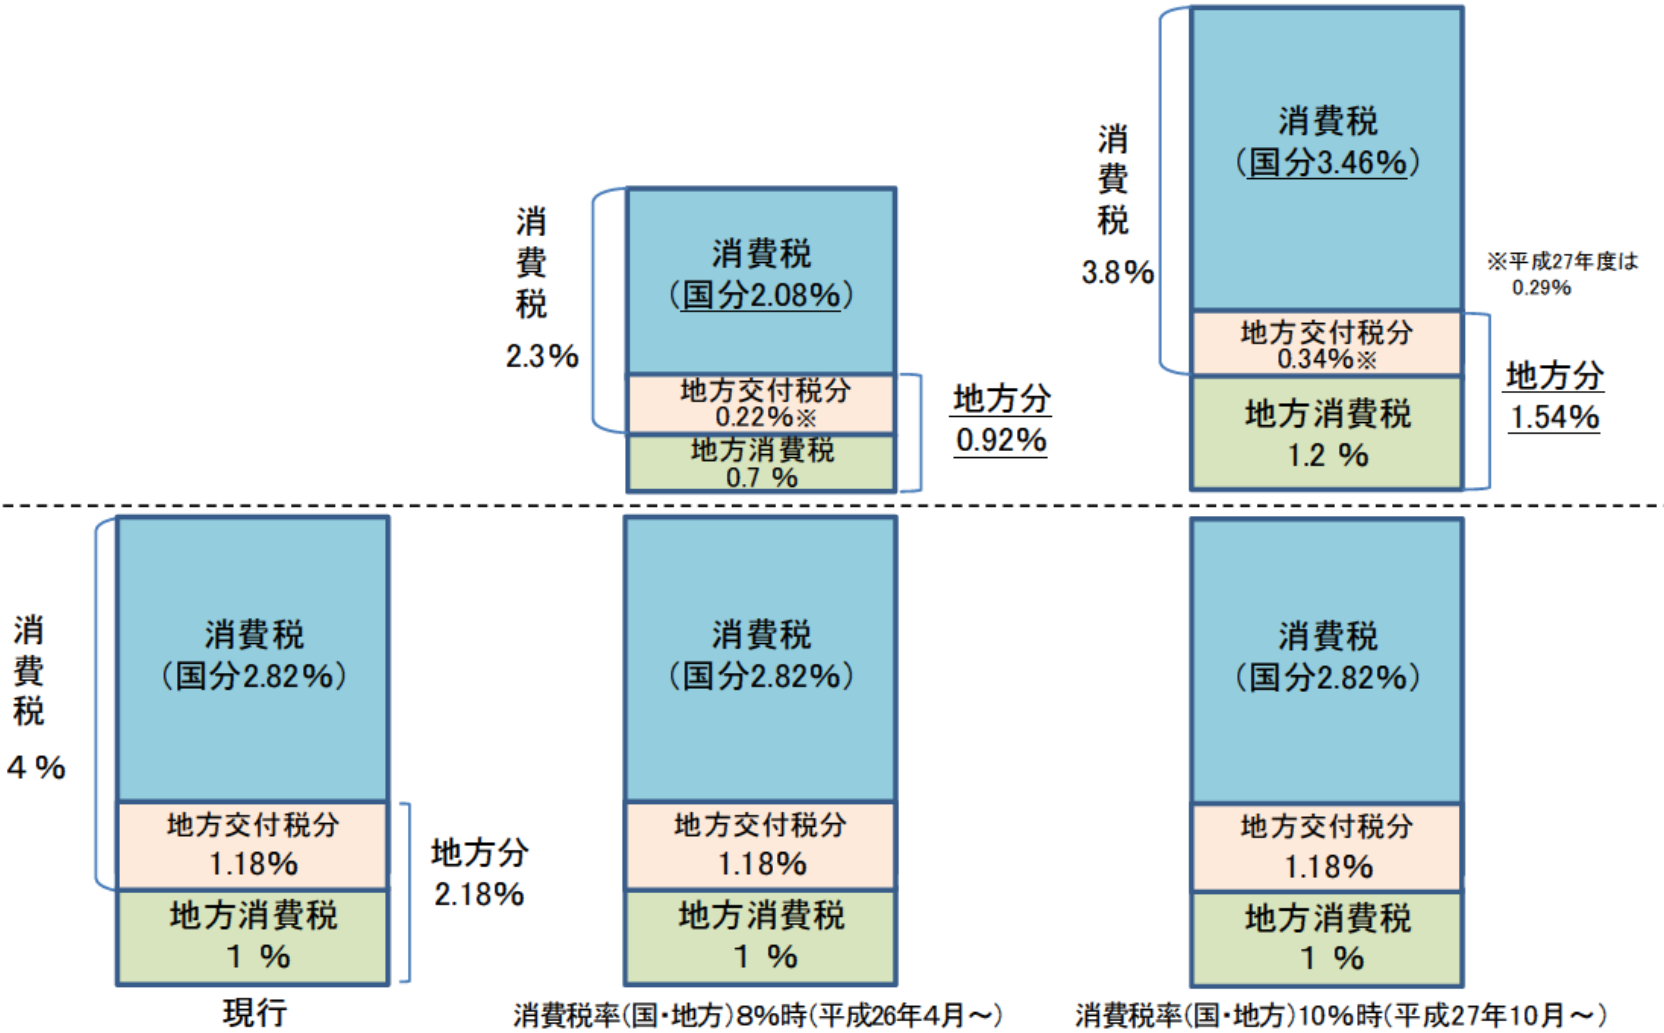 消費税
2.3%
消費税
(国分2.08%)
地方交付税分
0.22%※
地方消費税
0.7 %
地方分
0.92%
消費税
3.8%
消費税
(国分3.46%)
地方交付税分
0.34%※
地方消費税
1.2 %
※平成27年度は
0.29%
地方分
1.54%
消費税
4%
消費税
(国分2.82%)
地方交付税分
1.18%
地方消費税
1 %
地方分
2.18%
現行
消費税
(国分2.82%)
地方交付税分
1.18%
地方消費税
1 %
消費税率(国・地方)8%時(平成26年4月~)
消費税
(国分2.82%)
地方交付税分
1.18%
地方消費税
1 %
消費税率(国・地方)10%時(平成27年10月~)